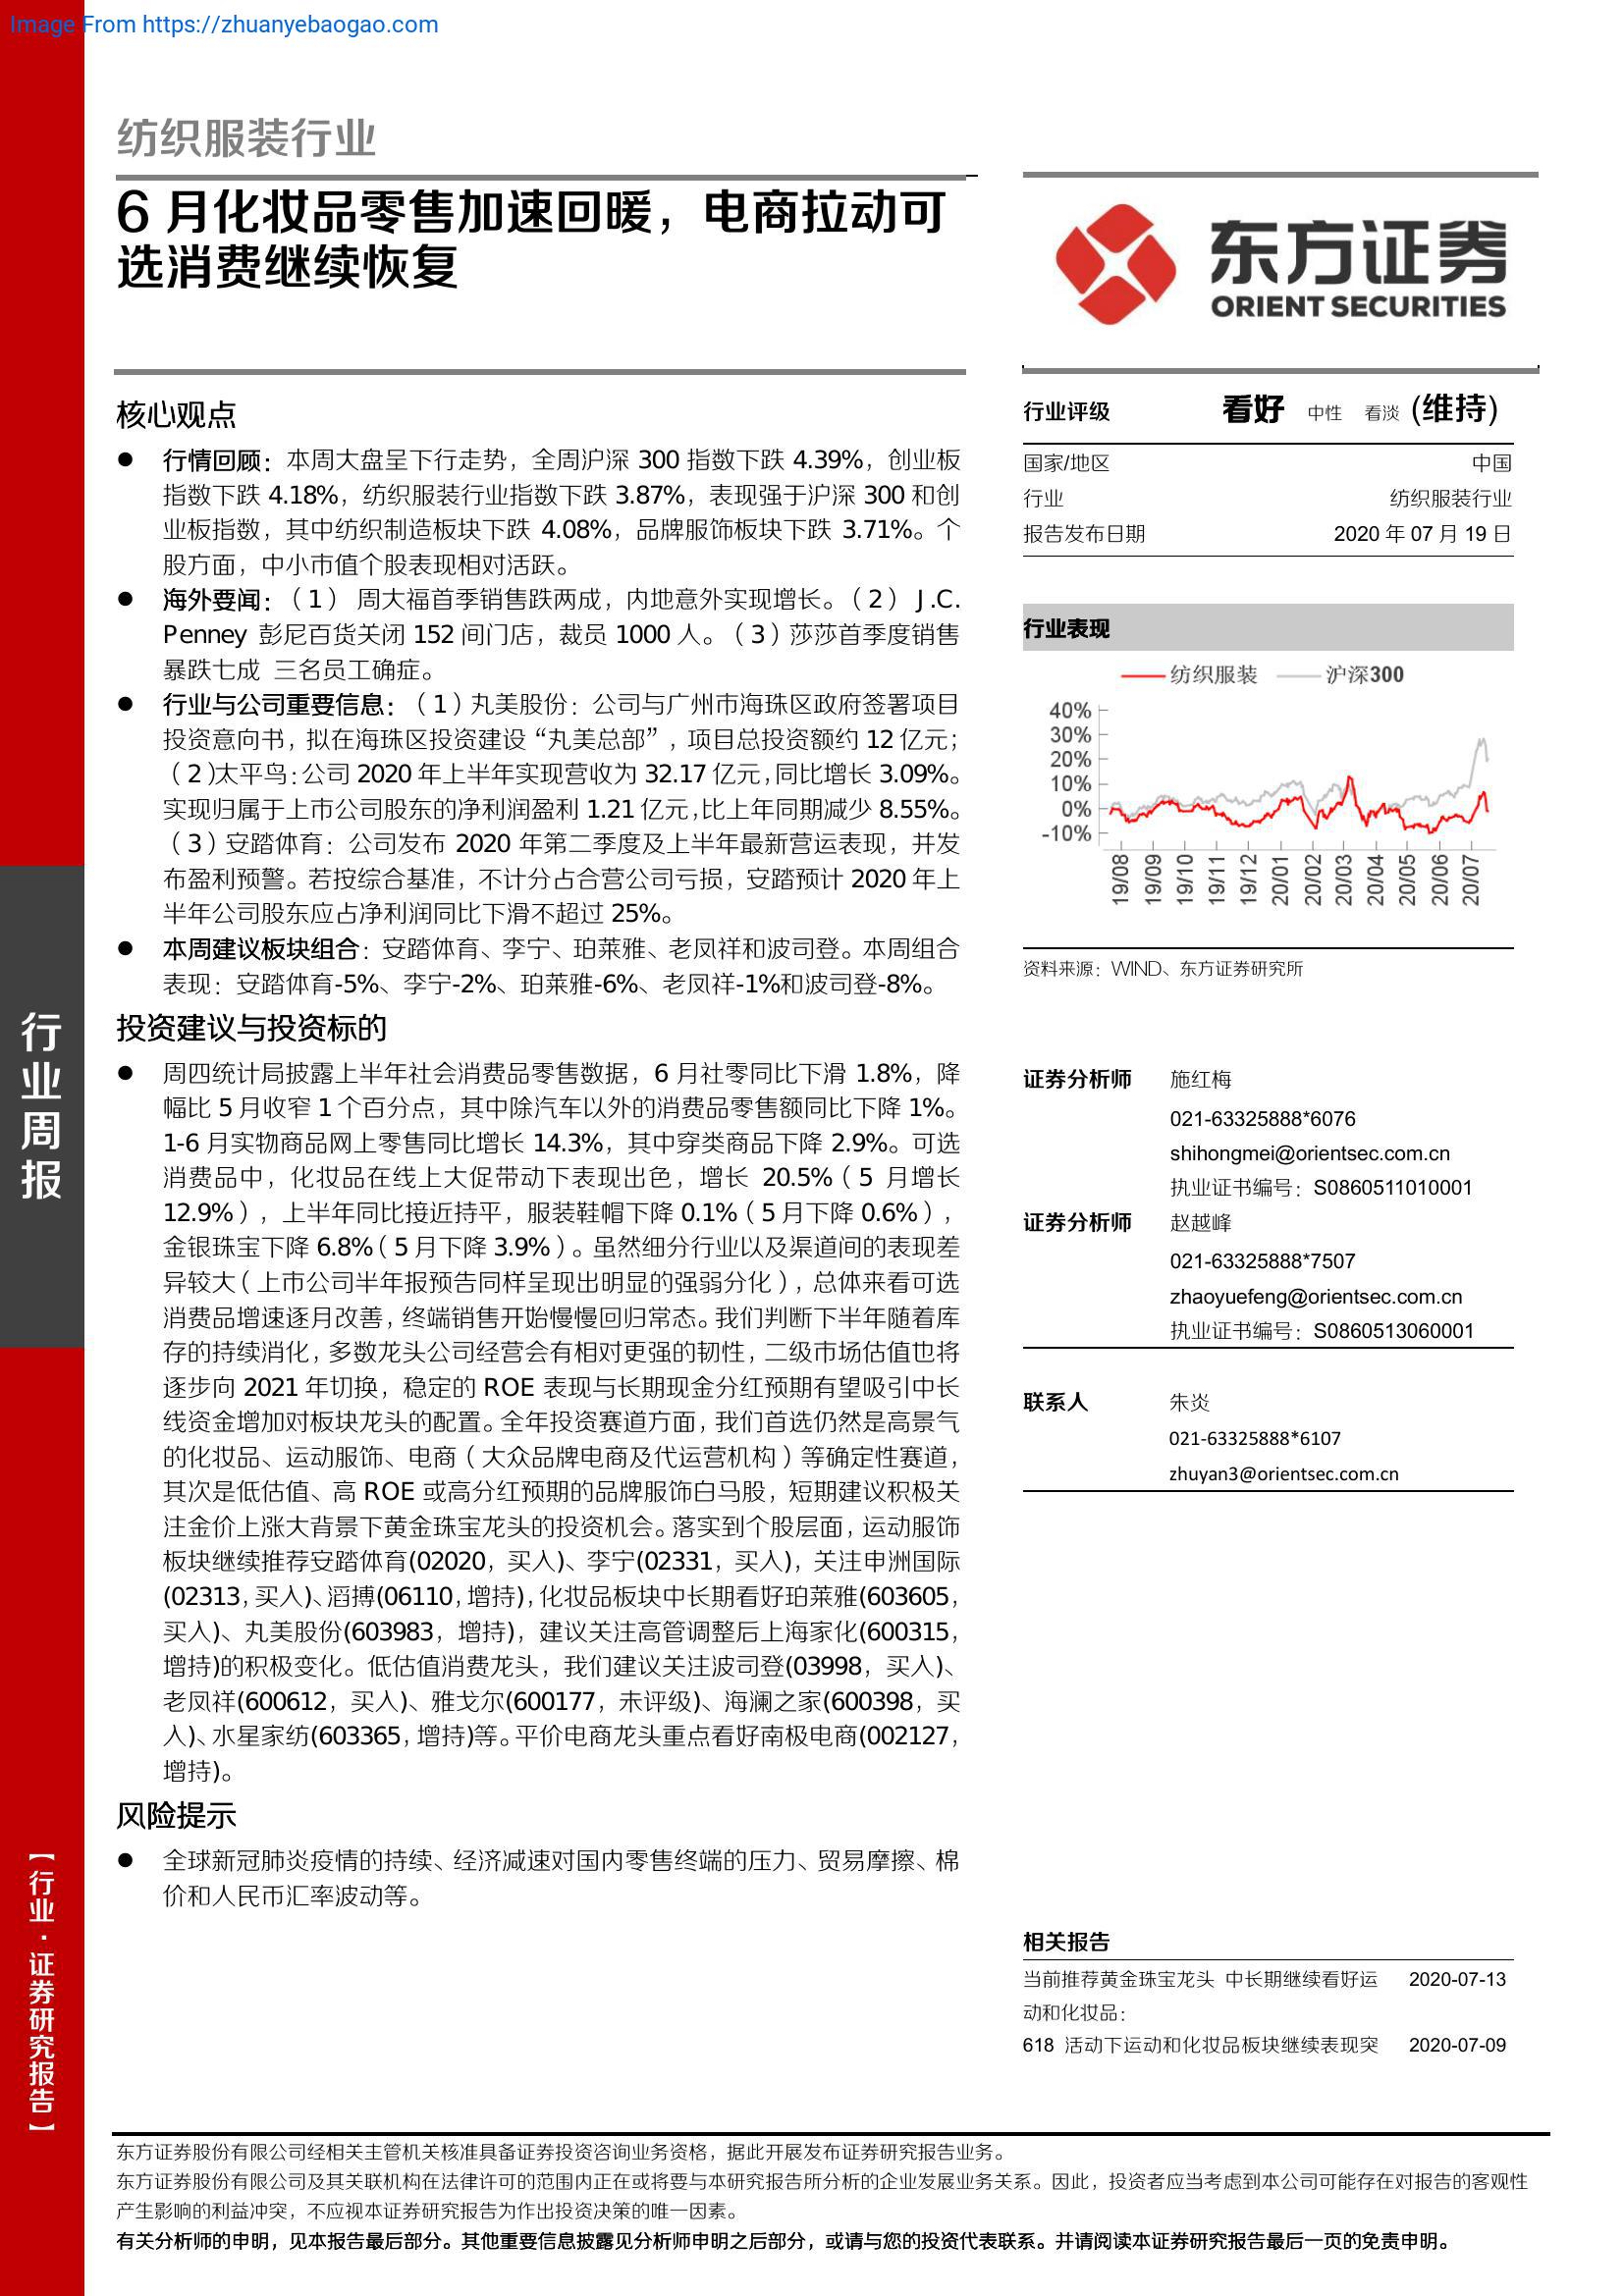 Image From https://zhuanyebaogao.com
纺织服装行业
6 月化妆品零售加速回暖，电商拉动可
选消费继续恢复
东方证券
ORIENT SECURITIES
核心观点
● 行情回顾：本周大盘呈下行走势，全周沪深 300 指数下跌 4.39%，创业板
指数下跌 4.18%，纺织服装行业指数下跌 3.87%，表现强于沪深 300 和创
业板指数，其中纺织制造板块下跌 4.08%，品牌服饰板块下跌 3.71%。个
股方面，中小市值个股表现相对活跃。
● 海外要闻：（1） 周大福首季销售跌两成，内地意外实现增长。（2）J.C.
Penney 彭尼百货关闭 152 间门店，裁员 1000 人。（3）莎莎首季度销售
暴跌七成 三名员工确症。
● 行业与公司重要信息：（1）丸美股份：公司与广州市海珠区政府签署项目
投资意向书，拟在海珠区投资建设“丸美总部”，项目总投资额约 12 亿元；
（2）太平鸟：公司 2020 年上半年实现营收为 32.17 亿元，同比增长 3.09%。
实现归属于上市公司股东的净利润盈利 1.21 亿元，比上年同期减少 8.55%。
（3）安踏体育：公司发布 2020 年第二季度及上半年最新营运表现，并发
布盈利预警。若按综合基准，不计分占合营公司亏损，安踏预计 2020 年上
半年公司股东应占净利润同比下滑不超过 25%。
● 本周建议板块组合：安踏体育、李宁、珀莱雅、老凤祥和波司登。本周组合
表现：安踏体育-5%、李宁-2%、珀莱雅-6%、老凤祥-1%和波司登-8%。
投资建议与投资标的
● 周四统计局披露上半年社会消费品零售数据，6 月社零同比下滑 1.8%，降
幅比 5 月收窄 1 个百分点，其中除汽车以外的消费品零售额同比下降 1%。
1-6 月实物商品网上零售同比增长 14.3%，其中穿类商品下降 2.9%。可选
消费品中，化妆品在线上大促带动下表现出色，增长 20.5%（5 月增长
12.9%），上半年同比接近持平，服装鞋帽下降 0.1%（5 月下降 0.6%），
金银珠宝下降 6.8%（5 月下降 3.9%）。虽然细分行业以及渠道间的表现差
异较大（上市公司半年报预告同样呈现出明显的强弱分化），总体来看可选
消费品增速逐月改善，终端销售开始慢慢回归常态。我们判断下半年随着库
存的持续消化，多数龙头公司经营会有相对更强的韧性，二级市场估值也将
逐步向 2021 年切换，稳定的 ROE 表现与长期现金分红预期有望吸引中长
线资金增加对板块龙头的配置。全年投资赛道方面，我们首选仍然是高景气
的化妆品、运动服饰、电商（大众品牌电商及代运营机构）等确定性赛道，
其次是低估值、高 ROE 或高分红预期的品牌服饰白马股，短期建议积极关
注金价上涨大背景下黄金珠宝龙头的投资机会。落实到个股层面，运动服饰
板块继续推荐安踏体育(02020，买入)、李宁(02331，买入)，关注申洲国际
(02313，买入)、滔搏(06110，增持)，化妆品板块中长期看好珀莱雅(603605，
买入)、丸美股份(603983，增持)，建议关注高管调整后上海家化(600315，
增持)的积极变化。低估值消费龙头，我们建议关注波司登(03998，买入)、
老凤祥(600612，买入)、雅戈尔(600177，未评级)、海澜之家(600398，买
入)、水星家纺(603365，增持)等。平价电商龙头重点看好南极电商(002127，
增持)。
风险提示
● 全球新冠肺炎疫情的持续、经济减速对国内零售终端的压力、贸易摩擦、棉
价和人民币汇率波动等。
行业评级 看好 中性 看淡 (维持)
国家/地区 中国
行业 纺织服装行业
报告发布日期 2020 年 07 月 19 日
行业表现
纺织服装 沪深300
40%
30%
20%
10%
0%
-10%
19/08 19/09 19/10 19/11 19/12 20/01 20/02 20/03 20/04 20/05 20/06 20/07
资料来源：WIND、东方证券研究所
证券分析师 施红梅
021-63325888*6076
shihongmei@orientsec.com.cn
执业证书编号：S0860511010001
证券分析师 赵越峰
021-63325888*7507
zhaoyuefeng@orientsec.com.cn
执业证书编号：S0860513060001
联系人 朱炎
021-63325888*6107
zhuyan3@orientsec.com.cn
相关报告
当前推荐黄金珠宝龙头 中长期继续看好运 2020-07-13
动和化妆品：
618 活动下运动和化妆品板块继续表现突 2020-07-09
行业周报
【行业·证券研究报告】
东方证券股份有限公司经相关主管机关核准具备证券投资咨询业务资格，据此开展发布证券研究报告业务。
东方证券股份有限公司及其关联机构在法律许可的范围内正在或将要与本研究报告所分析的企业发展业务关系。因此，投资者应当考虑到本公司可能存在对报告的客观性
产生影响的利益冲突，不应视本证券研究报告为作出投资决策的唯一因素。
有关分析师的申明，见本报告最后部分。其他重要信息披露见分析师申明之后部分，或请与您的投资代表联系。并请阅读本证券研究报告最后一页的免责申明。